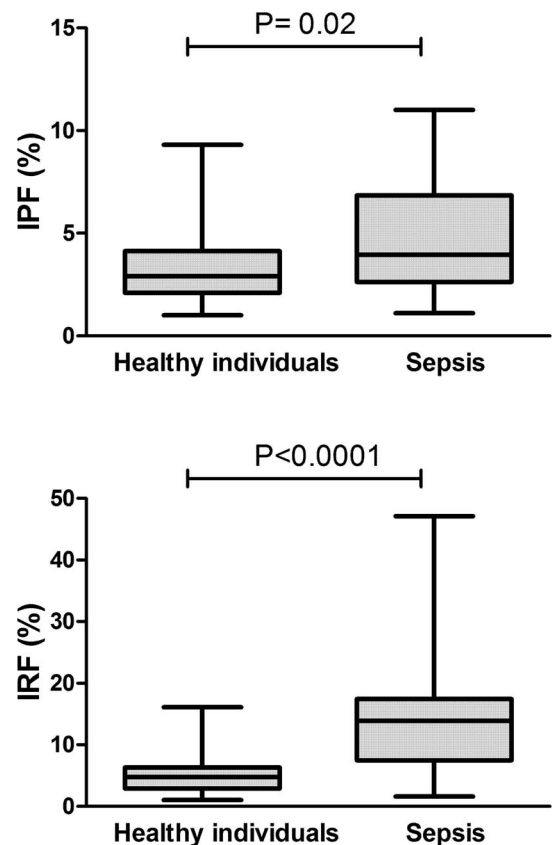 P= 0.02
15
10
5
0
IPF (%)
Healthy individuals Sepsis
P<0.0001
50
40
30
20
10
0
IRF (%)
Healthy individuals Sepsis